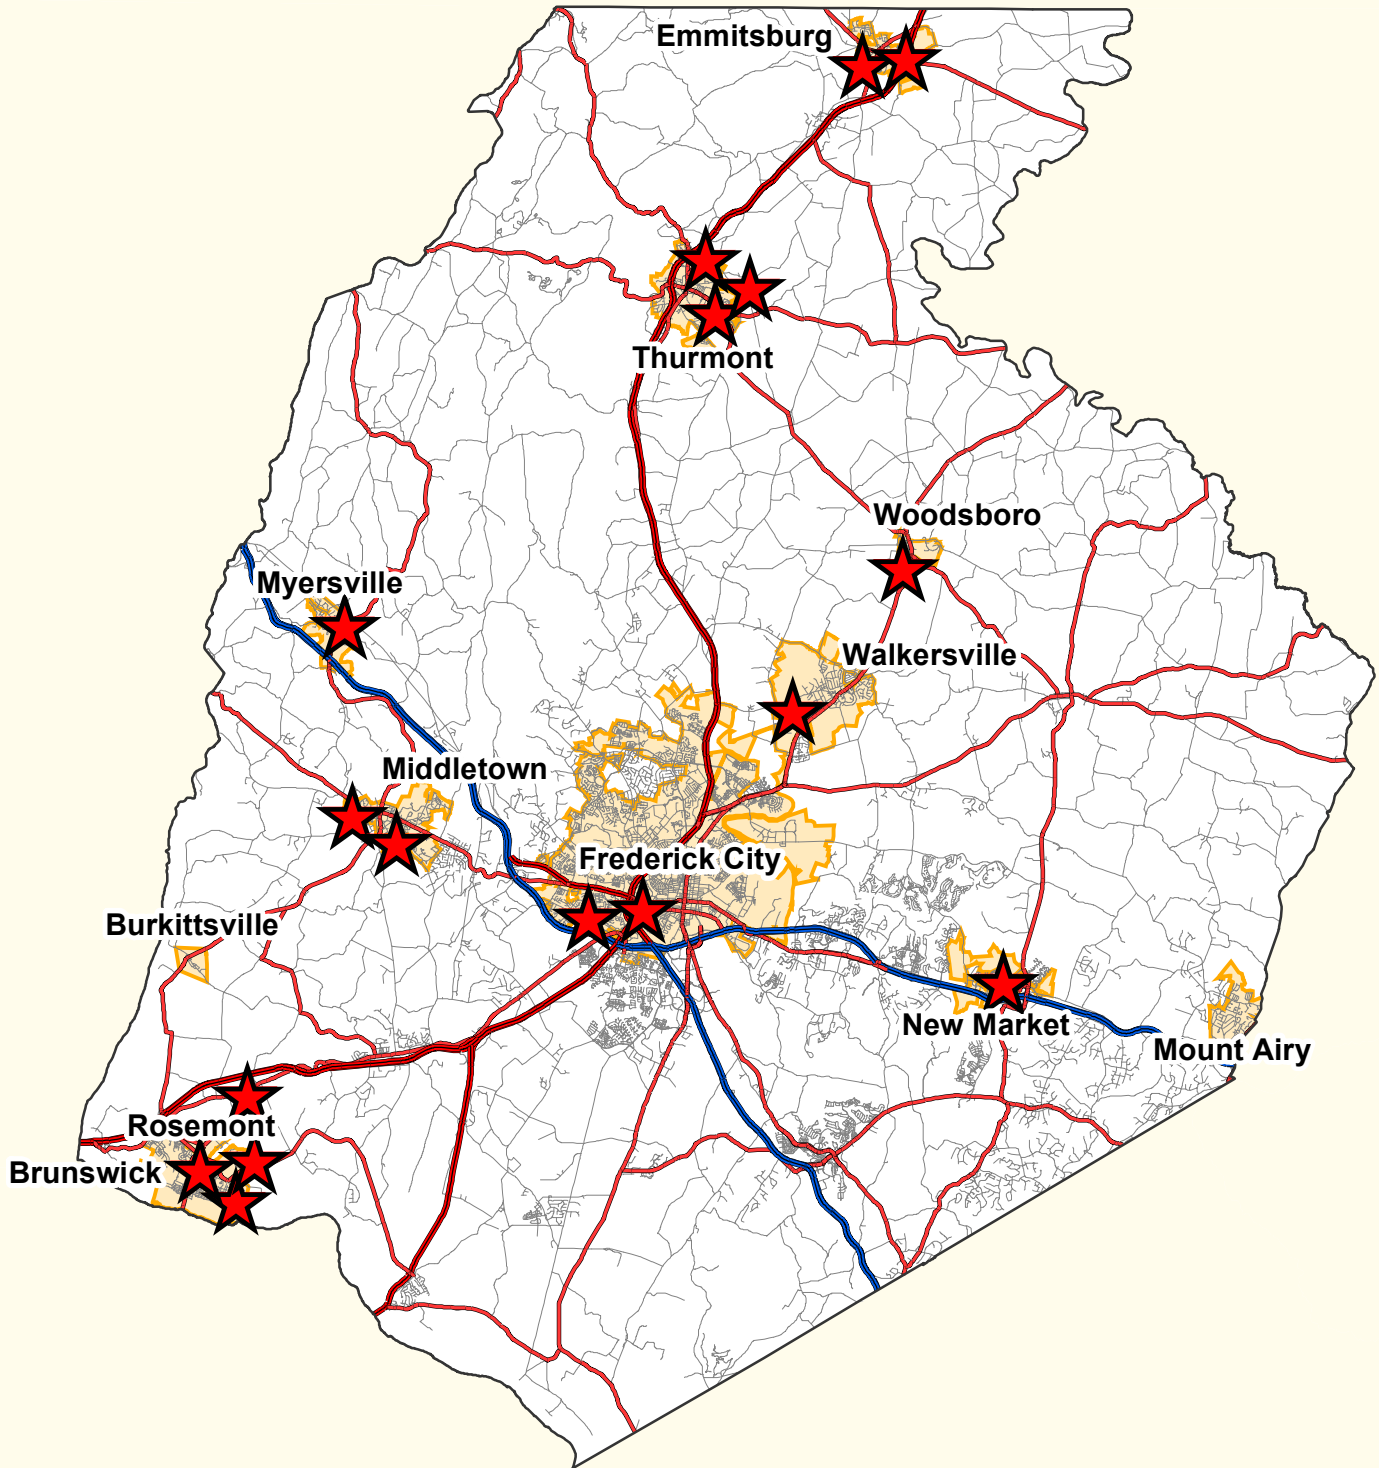 Emmitsburg
Thurmont
Woodsboro
Myersville
Walkersville
Middletown
Frederick City
Burkittsville
New Market
Mount Airy
Rosemont
Brunswick